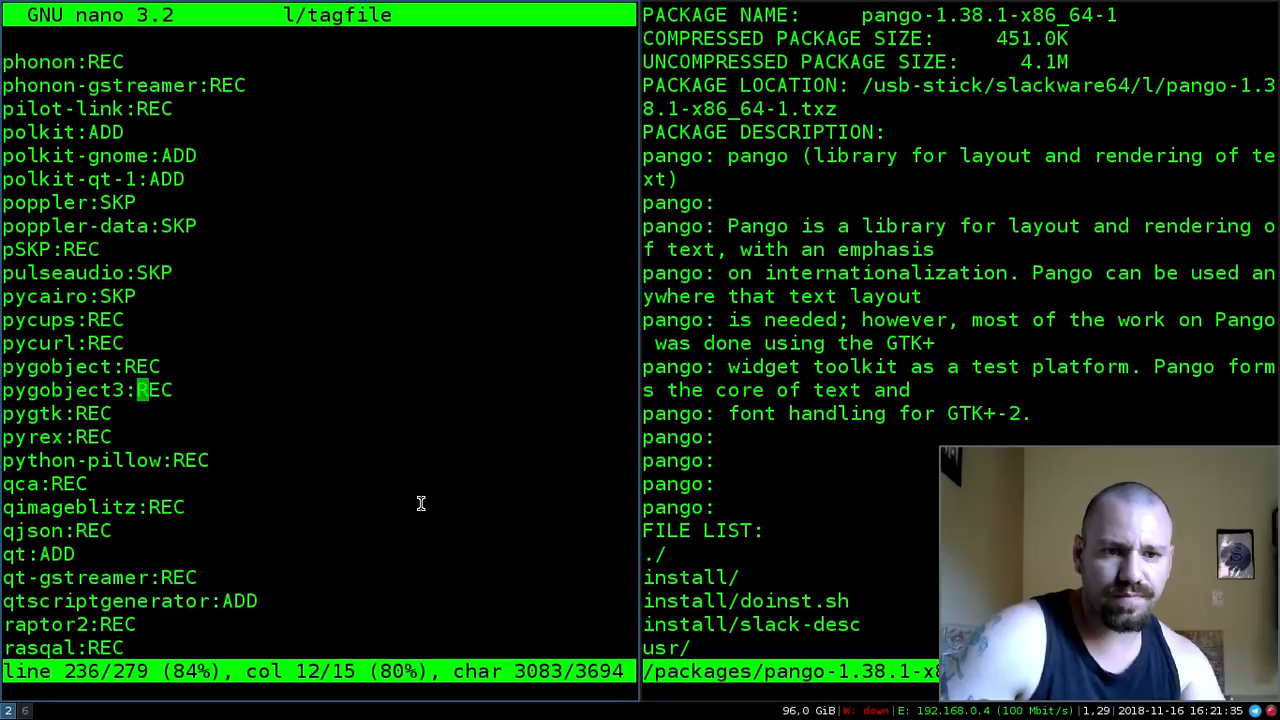 GNU nano 3.2 l/tagfile
phonon:REC
phonon-gstreamer:REC
pilot-link:REC
polkit:ADD
polkit-gnome:ADD
polkit-qt-1:ADD
poppler:SKP
poppler-data:SKP
pSKP:REC
pulseaudio:SKP
pycairo:SKP
pycups:REC
pycurl:REC
pygobject:REC
pygobject3:REC
pygtk:REC
pyrex:REC
python-pillow:REC
qca:REC
qimageblitz:REC
qjson:REC
qt:ADD
qt-gstreamer:REC
qtscriptgenerator:ADD
raptor2:REC
rasqal:REC
line 236/279 (84%), col 12/15 (80%), char 3083/3694
PACKAGE NAME: pango-1.38.1-x86_64-1
COMPRESSED PACKAGE SIZE: 451.0K
UNCOMPRESSED PACKAGE SIZE: 4.1M
PACKAGE LOCATION: /usb-stick/slackware64/l/pango-1.3
8.1-x86_64-1.txz
PACKAGE DESCRIPTION:
pango: pango (library for layout and rendering of te
xt)
pango:
pango: Pango is a library for layout and rendering o
f text, with an emphasis
pango: on internationalization. Pango can be used an
ywhere that text layout
pango: is needed; however, most of the work on Pango
was done using the GTK+
pango: widget toolkit as a test platform. Pango form
s the core of text and
pango: font handling for GTK+-2.
pango:
pango:
pango:
pango:
FILE LIST:
./
install/
install/doinst.sh
install/slack-desc
usr/
/packages/pango-1.38.1-x8
2 6
96,0 GiB|W: down|E: 192.168.0.4 (100 Mbit/s)|1,29|2018-11-16 16:21:35